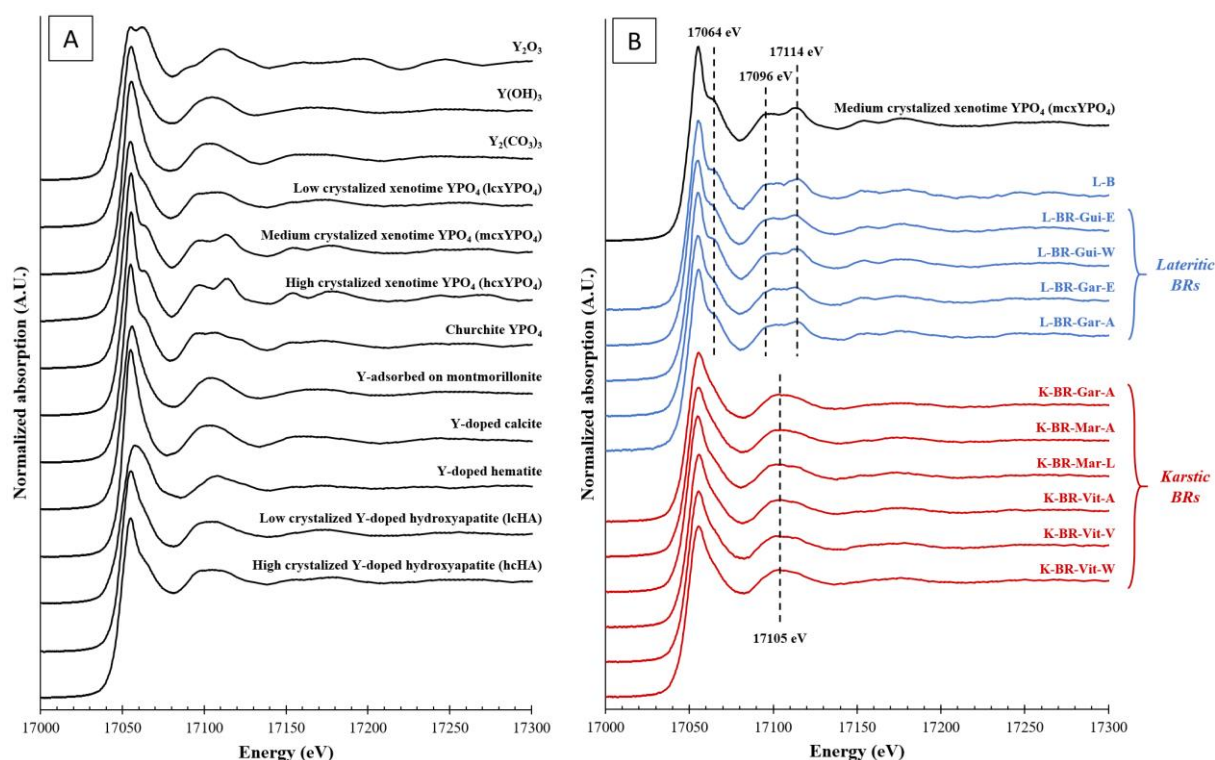 A
Y₂O₃
Y(OH)₃
Y₂(CO₃)₃
Low crystalized xenotime YPO₄ (lcxYPO₄)
Medium crystalized xenotime YPO₄ (mcxYPO₄)
High crystalized xenotime YPO₄ (hcxYPO₄)
Churchite YPO₄
Y-adsorbed on montmorillonite
Y-doped calcite
Y-doped hematite
Low crystalized Y-doped hydroxyapatite (lcHA)
High crystalized Y-doped hydroxyapatite (hcHA)
Normalized absorption (A.U.)
17000 17050 17100 17150 17200 17250 17300
Energy (eV)
B
17064 eV
17096 eV
17114 eV
Medium crystalized xenotime YPO₄ (mcxYPO₄)
L-B
L-BR-Gui-E
L-BR-Gui-W
L-BR-Gar-E
L-BR-Gar-A
Lateritic
BRs
K-BR-Gar-A
K-BR-Mar-A
K-BR-Mar-L
K-BR-Vit-A
K-BR-Vit-V
K-BR-Vit-W
Karstic
BRs
17105 eV
Normalized absorption (A.U.)
17000 17050 17100 17150 17200 17250 17300
Energy (eV)